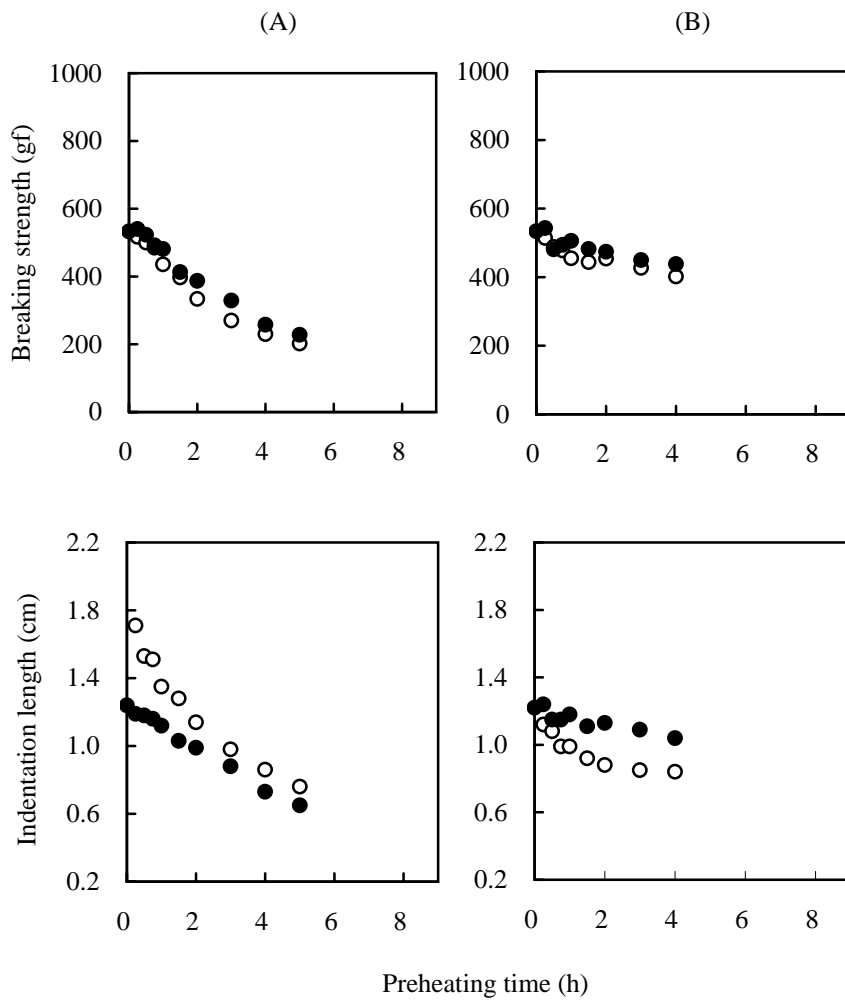 (A)
(B)
Breaking strength (gf)
1000
800
600
400
200
0
0 2 4 6 8
1000
800
600
400
200
0
0 2 4 6 8
Indentation length (cm)
2.2
1.8
1.4
1.0
0.6
0.2
0 2 4 6 8
2.2
1.8
1.4
1.0
0.6
0.2
0 2 4 6 8
Preheating time (h)